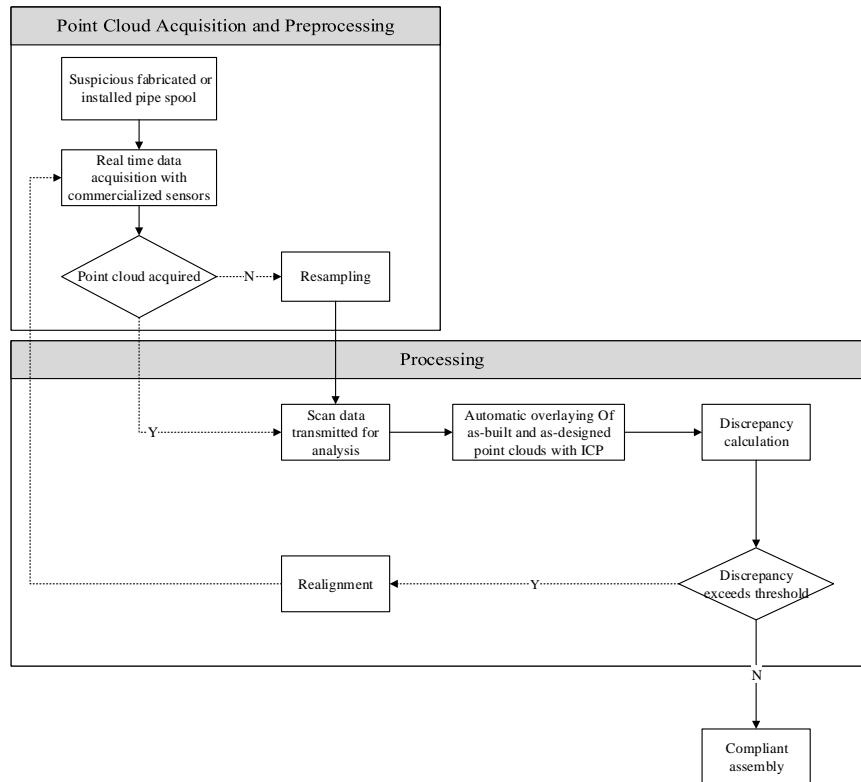 Point Cloud Acquisition and Preprocessing
Suspicious fabricated or
installed pipe spool
Real time data
acquisition with
commercialized sensors
Point cloud acquired
N
Resampling
Processing
Y
Scan data
transmitted for
analysis
Automatic overlaying Of
as-built and as-designed
point clouds with ICP
Discrepancy
calculation
Realignment
Y
Discrepancy
exceeds threshold
N
Compliant
assembly